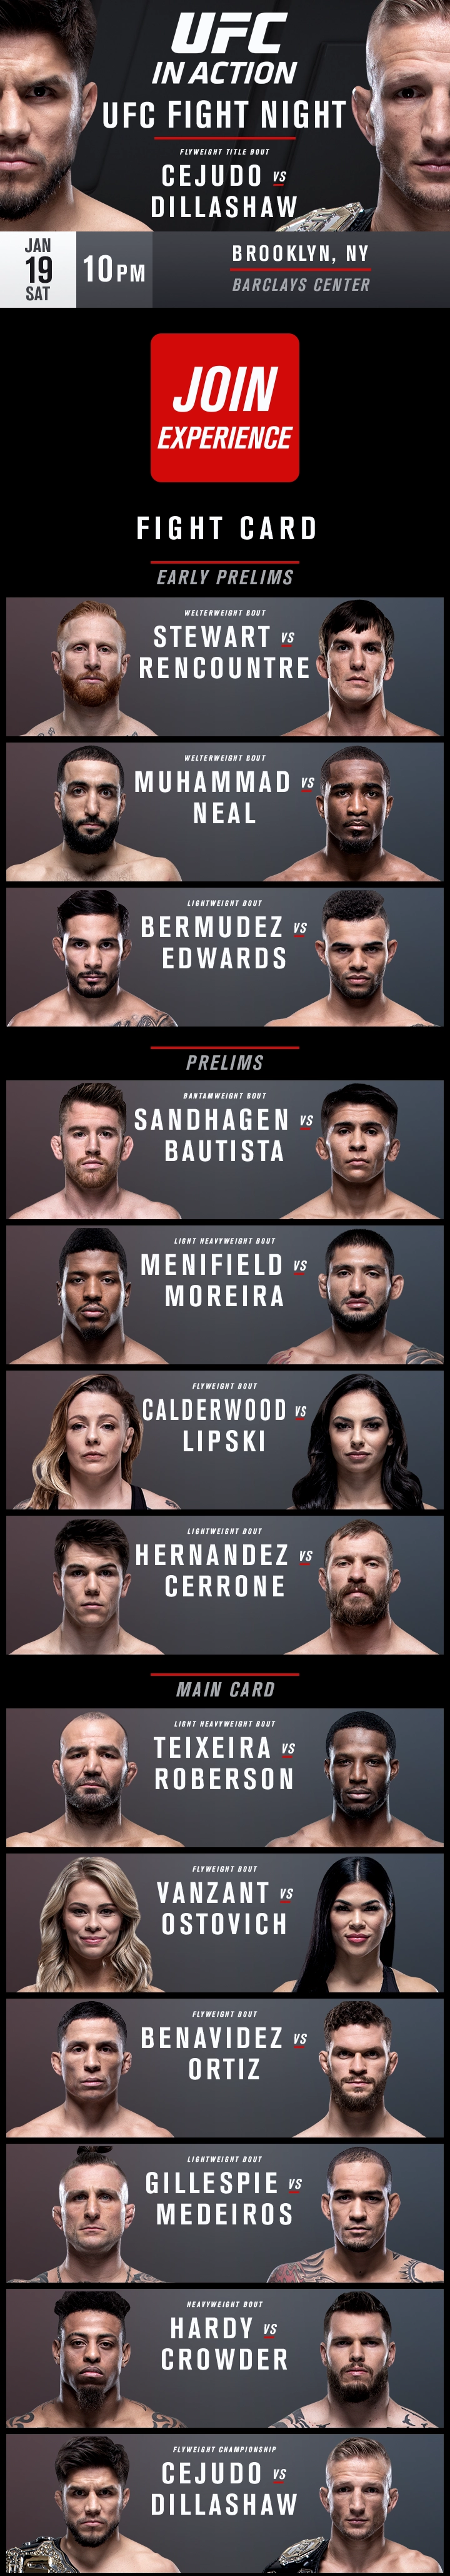 UFC
IN ACTION
UFC FIGHT NIGHT
FLYWEIGHT TITLE BOUT
CEJUDO VS
DILLASHAW
JAN
19
SAT
10 PM
BROOKLYN, NY
BARCLAYS CENTER
JOIN
EXPERIENCE
FIGHT CARD
EARLY PRELIMS
WELTERWEIGHT BOUT
STEWART VS
RENCOUNTRE
WELTERWEIGHT BOUT
MUHAMMAD VS
NEAL
LIGHTWEIGHT BOUT
BERMUDEZ VS
EDWARDS
PRELIMS
BANTAMWEIGHT BOUT
SANDHAGEN VS
BAUTISTA
LIGHT HEAVYWEIGHT BOUT
MENIFIELD VS
MOREIRA
FLYWEIGHT BOUT
CALDERWOOD VS
LIPSKI
LIGHTWEIGHT BOUT
HERNANDEZ VS
CERRONE
MAIN CARD
LIGHT HEAVYWEIGHT BOUT
TEIXEIRA VS
ROBERSON
FLYWEIGHT BOUT
VANZANT VS
OSTOVICH
FLYWEIGHT BOUT
BENAVIDEZ VS
ORTIZ
LIGHTWEIGHT BOUT
GILLESPIE VS
MEDEIROS
HEAVYWEIGHT BOUT
HARDY VS
CROWDER
FLYWEIGHT CHAMPIONSHIP
CEJUDO VS
DILLASHAW